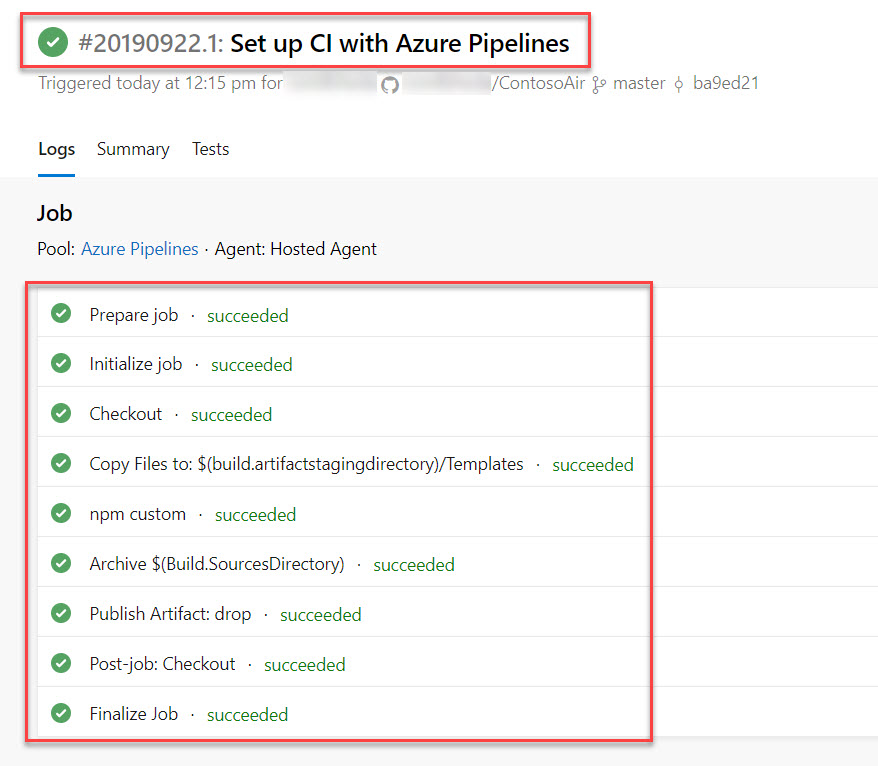 #20190922.1: Set up CI with Azure Pipelines
Triggered today at 12:15 pm for /ContosoAir master ba9ed21
Logs Summary Tests
Job
Pool: Azure Pipelines · Agent: Hosted Agent
Prepare job · succeeded
Initialize job · succeeded
Checkout · succeeded
Copy Files to: $(build.artifactstagingdirectory)/Templates · succeeded
npm custom · succeeded
Archive $(Build.SourcesDirectory) · succeeded
Publish Artifact: drop · succeeded
Post-job: Checkout · succeeded
Finalize Job · succeeded